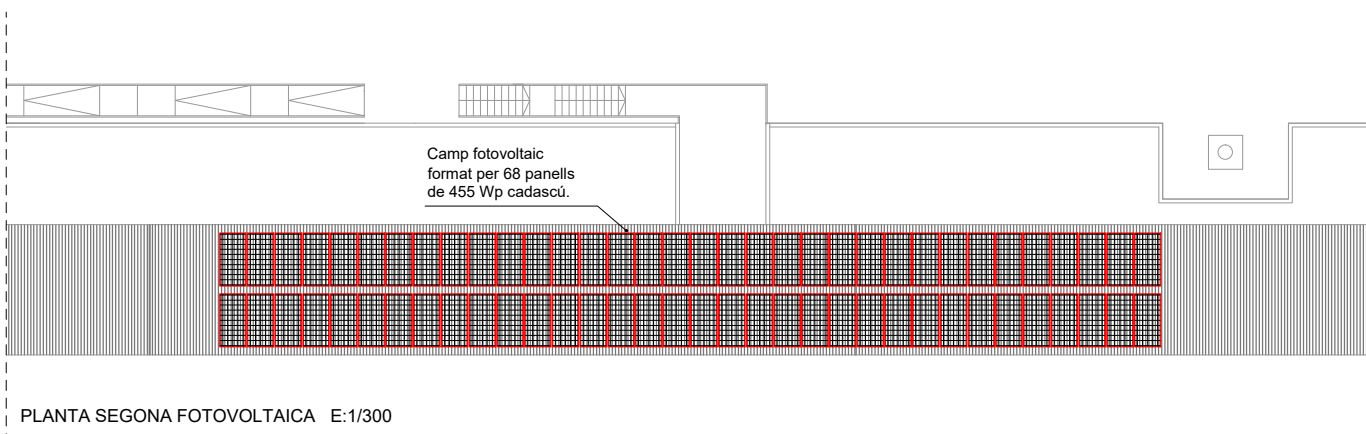 Camp fotovoltaic
format per 68 panells
de 455 Wp cadascú.
PLANTA SEGONA FOTOVOLTAICA E:1/300